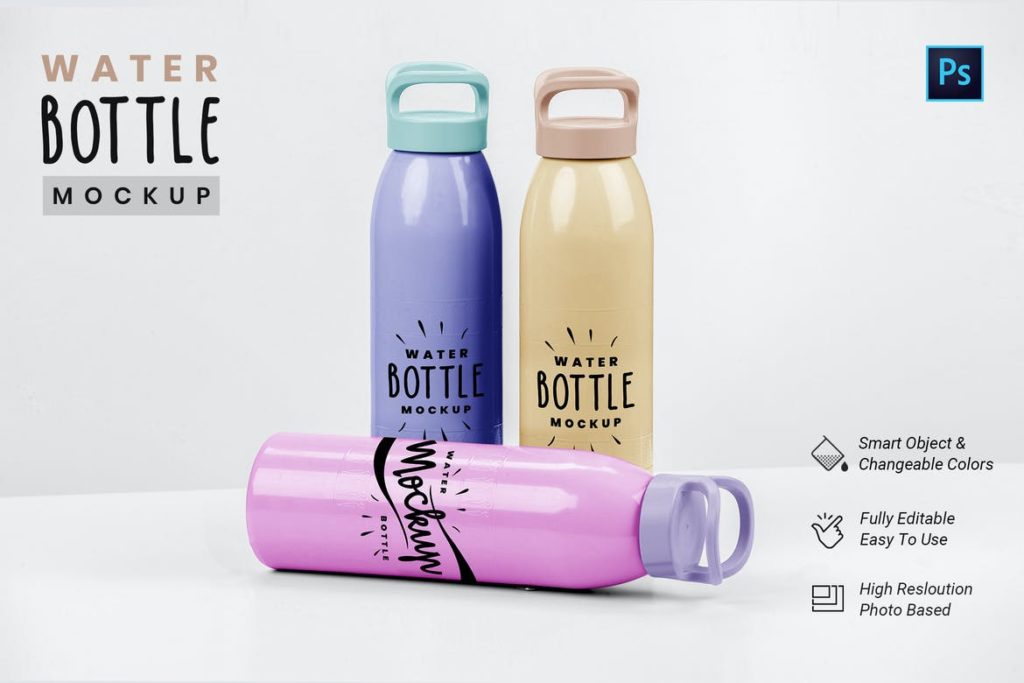 WATER
BOTTLE
MOCKUP
Ps
WATER
BOTTLE
MOCKUP
WATER
BOTTLE
MOCKUP
WATER
Mockup
BOTTLE
Smart Object &
Changeable Colors
Fully Editable
Easy To Use
High Resloution
Photo Based